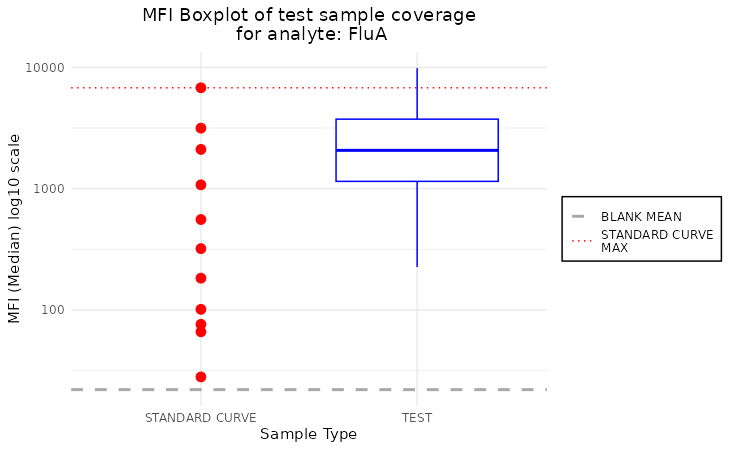 MFI Boxplot of test sample coverage
for analyte: FluA
10000
1000
100
MFI (Median) log10 scale
STANDARD CURVE
TEST
Sample Type
BLANK MEAN
STANDARD CURVE
MAX